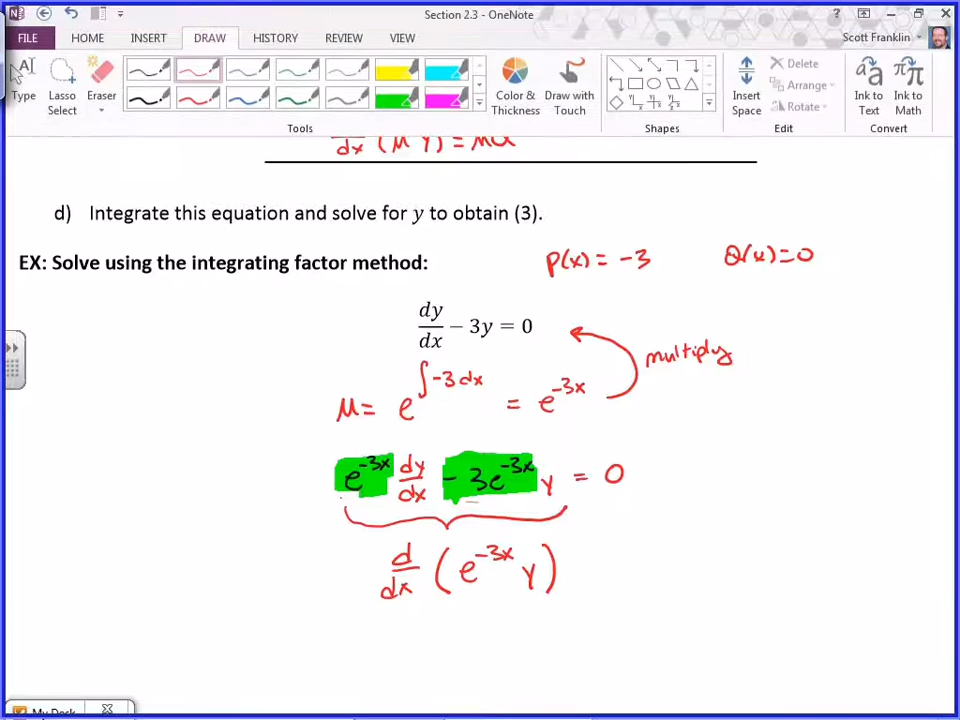 Section 2.3 - OneNote
?
FILE HOME INSERT DRAW HISTORY REVIEW VIEW Scott Franklin
Type Lasso Select Eraser Color & Thickness Draw with Touch Insert Space Delete Arrange Rotate Ink to Text Ink to Math
Tools Shapes Edit Convert
d/dx (μ y) = μQ
d) Integrate this equation and solve for y to obtain (3).
EX: Solve using the integrating factor method: P(x) = -3 Q(x) = 0
dy/dx − 3y = 0
multiply
μ = e^∫-3dx = e^-3x
e^-3x dy/dx - 3e^-3x y = 0
d/dx (e^-3x y)
My Desk